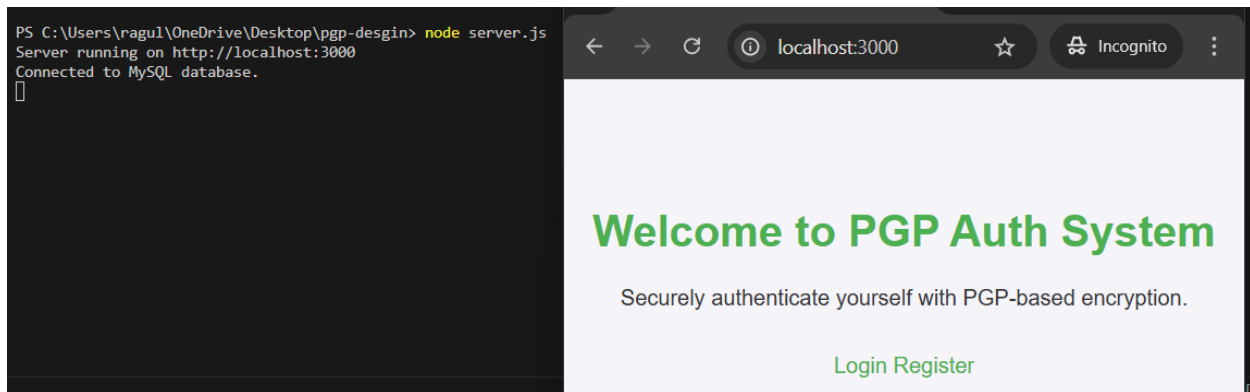 PS C:\Users\ragul\OneDrive\Desktop\pgp-desgin> node server.js
Server running on http://localhost:3000
Connected to MySQL database.
localhost:3000
Incognito
Welcome to PGP Auth System
Securely authenticate yourself with PGP-based encryption.
Login Register